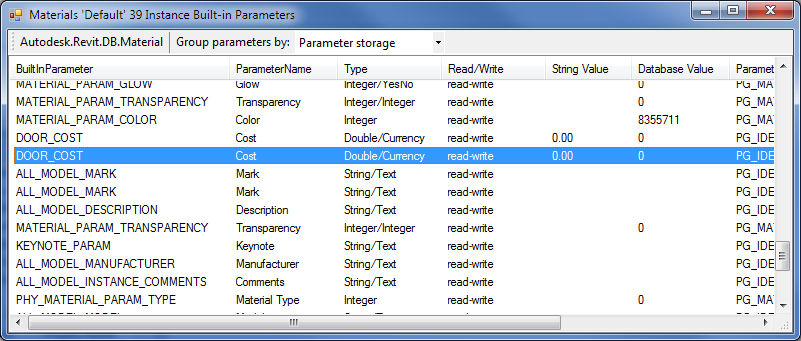 Materials 'Default' 39 Instance Built-in Parameters
Autodesk.Revit.DB.Material Group parameters by: Parameter storage
BuiltInParameter ParameterName Type Read/Write String Value Database Value Paramet
MATERIAL_PARAM_GLOW Glow Integer/YesNo read-write 0 PG_MA
MATERIAL_PARAM_TRANSPARENCY Transparency Integer/Integer read-write 0 PG_MA
MATERIAL_PARAM_COLOR Color Integer read-write 8355711 PG_MA
DOOR_COST Cost Double/Currency read-write 0.00 0 PG_IDE
DOOR_COST Cost Double/Currency read-write 0.00 0 PG_IDE
ALL_MODEL_MARK Mark String/Text read-write PG_IDE
ALL_MODEL_MARK Mark String/Text read-write PG_IDE
ALL_MODEL_DESCRIPTION Description String/Text read-write PG_IDE
MATERIAL_PARAM_TRANSPARENCY Transparency Integer/Integer read-write 0 PG_MA
KEYNOTE_PARAM Keynote String/Text read-write PG_IDE
ALL_MODEL_MANUFACTURER Manufacturer String/Text read-write PG_IDE
ALL_MODEL_INSTANCE_COMMENTS Comments String/Text read-write PG_IDE
PHY_MATERIAL_PARAM_TYPE Material Type Integer read-write 0 PG_MA